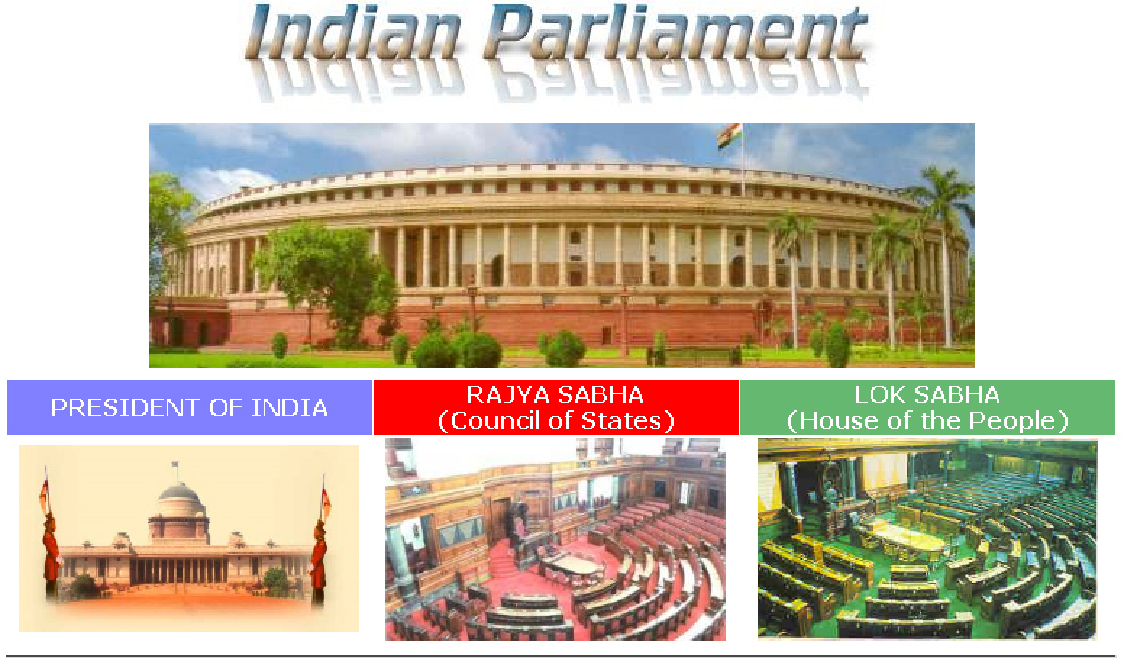 Indian Parliament
PRESIDENT OF INDIA
RAJYA SABHA
(Council of States)
LOK SABHA
(House of the People)